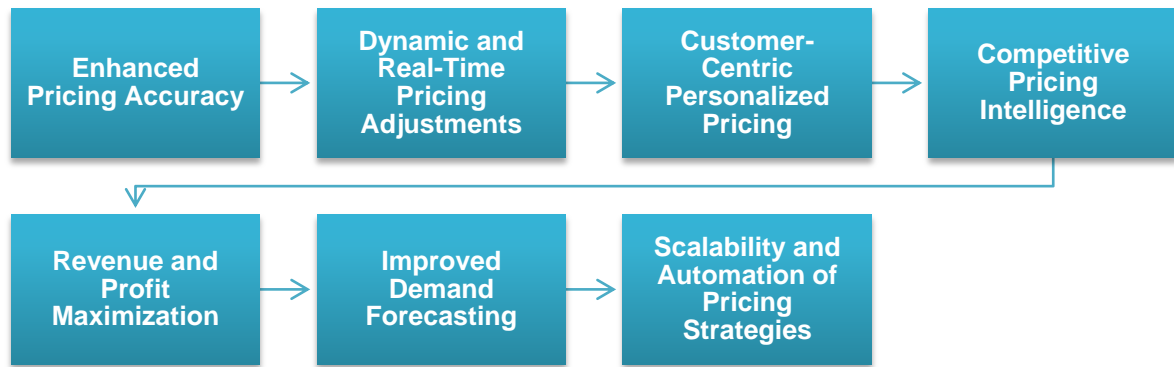 Enhanced
Pricing Accuracy
Dynamic and
Real-Time
Pricing
Adjustments
Customer-
Centric
Personalized
Pricing
Competitive
Pricing
Intelligence
Revenue and
Profit
Maximization
Improved
Demand
Forecasting
Scalability and
Automation of
Pricing
Strategies